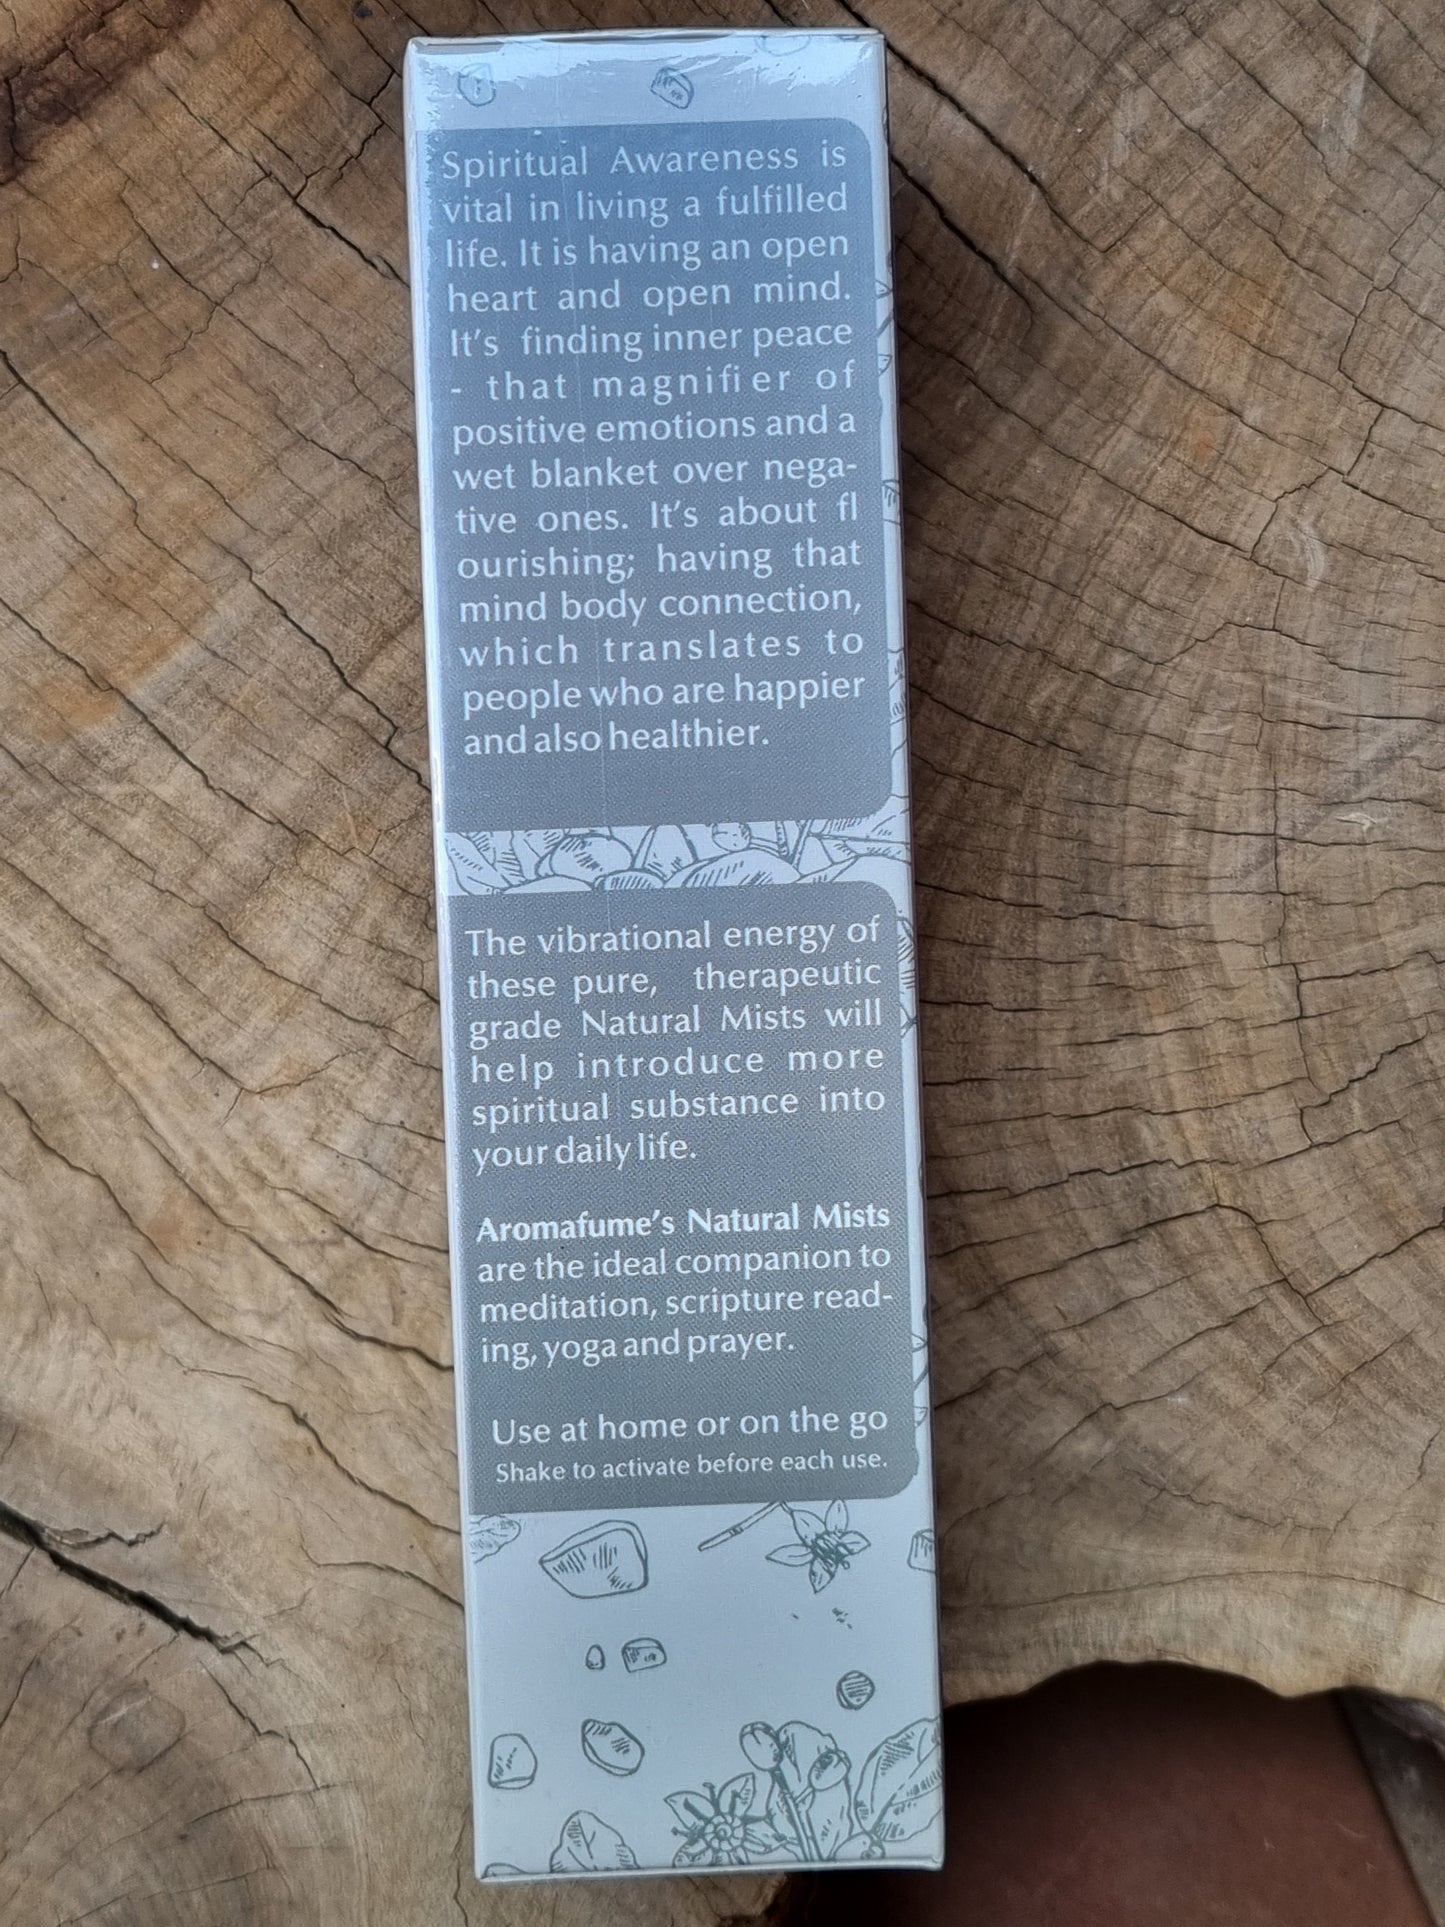 Spiritual Awareness is
vital in living a fulfilled
life. It is having an open
heart and open mind.
It's finding inner peace
- that magnifier of
positive emotions and a
wet blanket over nega-
tive ones. It's about fl
ourishing; having that
mind body connection,
which translates to
people who are happier
and also healthier.
The vibrational energy of
these pure, therapeutic
grade Natural Mists will
help introduce more
spiritual substance into
your daily life.
Aromafume's Natural Mists
are the ideal companion to
meditation, scripture read-
ing, yoga and prayer.
Use at home or on the go
Shake to activate before each use.